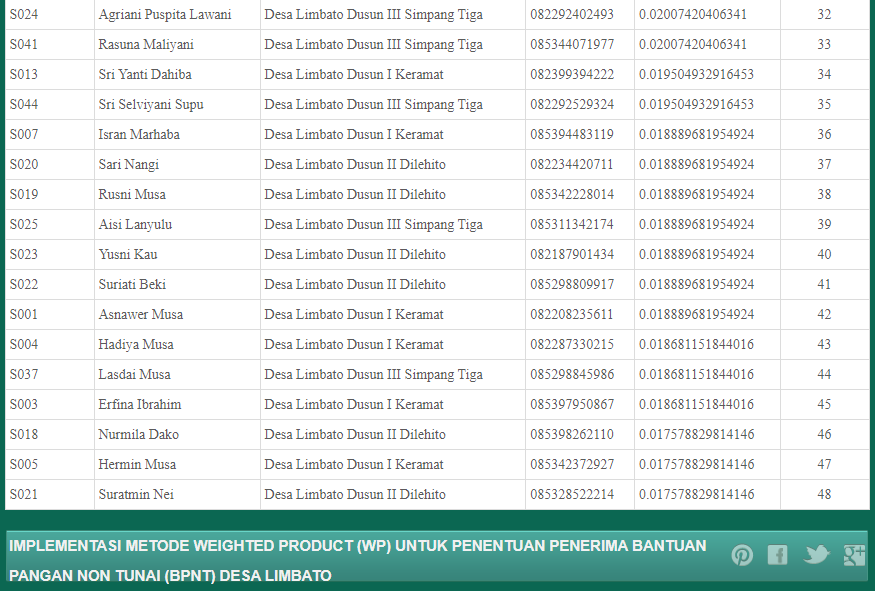 S024 Agriani Puspita Lawani Desa Limbato Dusun III Simpang Tiga 082292402493 0.02007420406341 32
S041 Rasuna Maliyani Desa Limbato Dusun III Simpang Tiga 085344071977 0.02007420406341 33
S013 Sri Yanti Dahiba Desa Limbato Dusun I Keramat 082399394222 0.019504932916453 34
S044 Sri Selviyani Supu Desa Limbato Dusun III Simpang Tiga 082292529324 0.019504932916453 35
S007 Isran Marhaba Desa Limbato Dusun I Keramat 085394483119 0.018889681954924 36
S020 Sari Nangi Desa Limbato Dusun II Dilehito 082234420711 0.018889681954924 37
S019 Rusni Musa Desa Limbato Dusun II Dilehito 085342228014 0.018889681954924 38
S025 Aisi Lanyulu Desa Limbato Dusun III Simpang Tiga 085311342174 0.018889681954924 39
S023 Yusni Kau Desa Limbato Dusun II Dilehito 082187901434 0.018889681954924 40
S022 Suriati Beki Desa Limbato Dusun II Dilehito 085298809917 0.018889681954924 41
S001 Asnawer Musa Desa Limbato Dusun I Keramat 082208235611 0.018889681954924 42
S004 Hadiya Musa Desa Limbato Dusun I Keramat 082287330215 0.018681151844016 43
S037 Lasdai Musa Desa Limbato Dusun III Simpang Tiga 085298845986 0.018681151844016 44
S003 Erfina Ibrahim Desa Limbato Dusun I Keramat 085397950867 0.018681151844016 45
S018 Nurmila Dako Desa Limbato Dusun II Dilehito 085398262110 0.017578829814146 46
S005 Hermin Musa Desa Limbato Dusun I Keramat 085342372927 0.017578829814146 47
S021 Suratmin Nei Desa Limbato Dusun II Dilehito 085328522214 0.017578829814146 48
IMPLEMENTASI METODE WEIGHTED PRODUCT (WP) UNTUK PENENTUAN PENERIMA BANTUAN
PANGAN NON TUNAI (BPNT) DESA LIMBATO